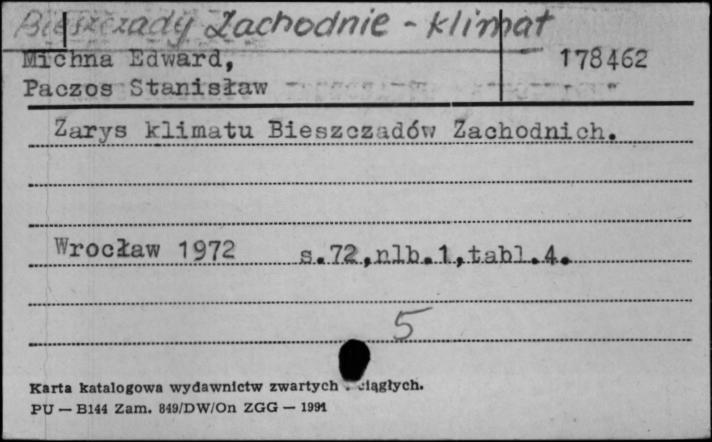 Bieszczady Zachodnie - klimat
Michna Edward,
178462
Paczos Stanisław
Zarys klimatu Bieszczadów Zachodnich.
Wrocław 1972 s.72,nlb.1,tabl.4.
5
Karta katalogowa wydawnictw zwartych ciągłych.
PU — B144 Zam. 849/DW/On ZGG — 1991